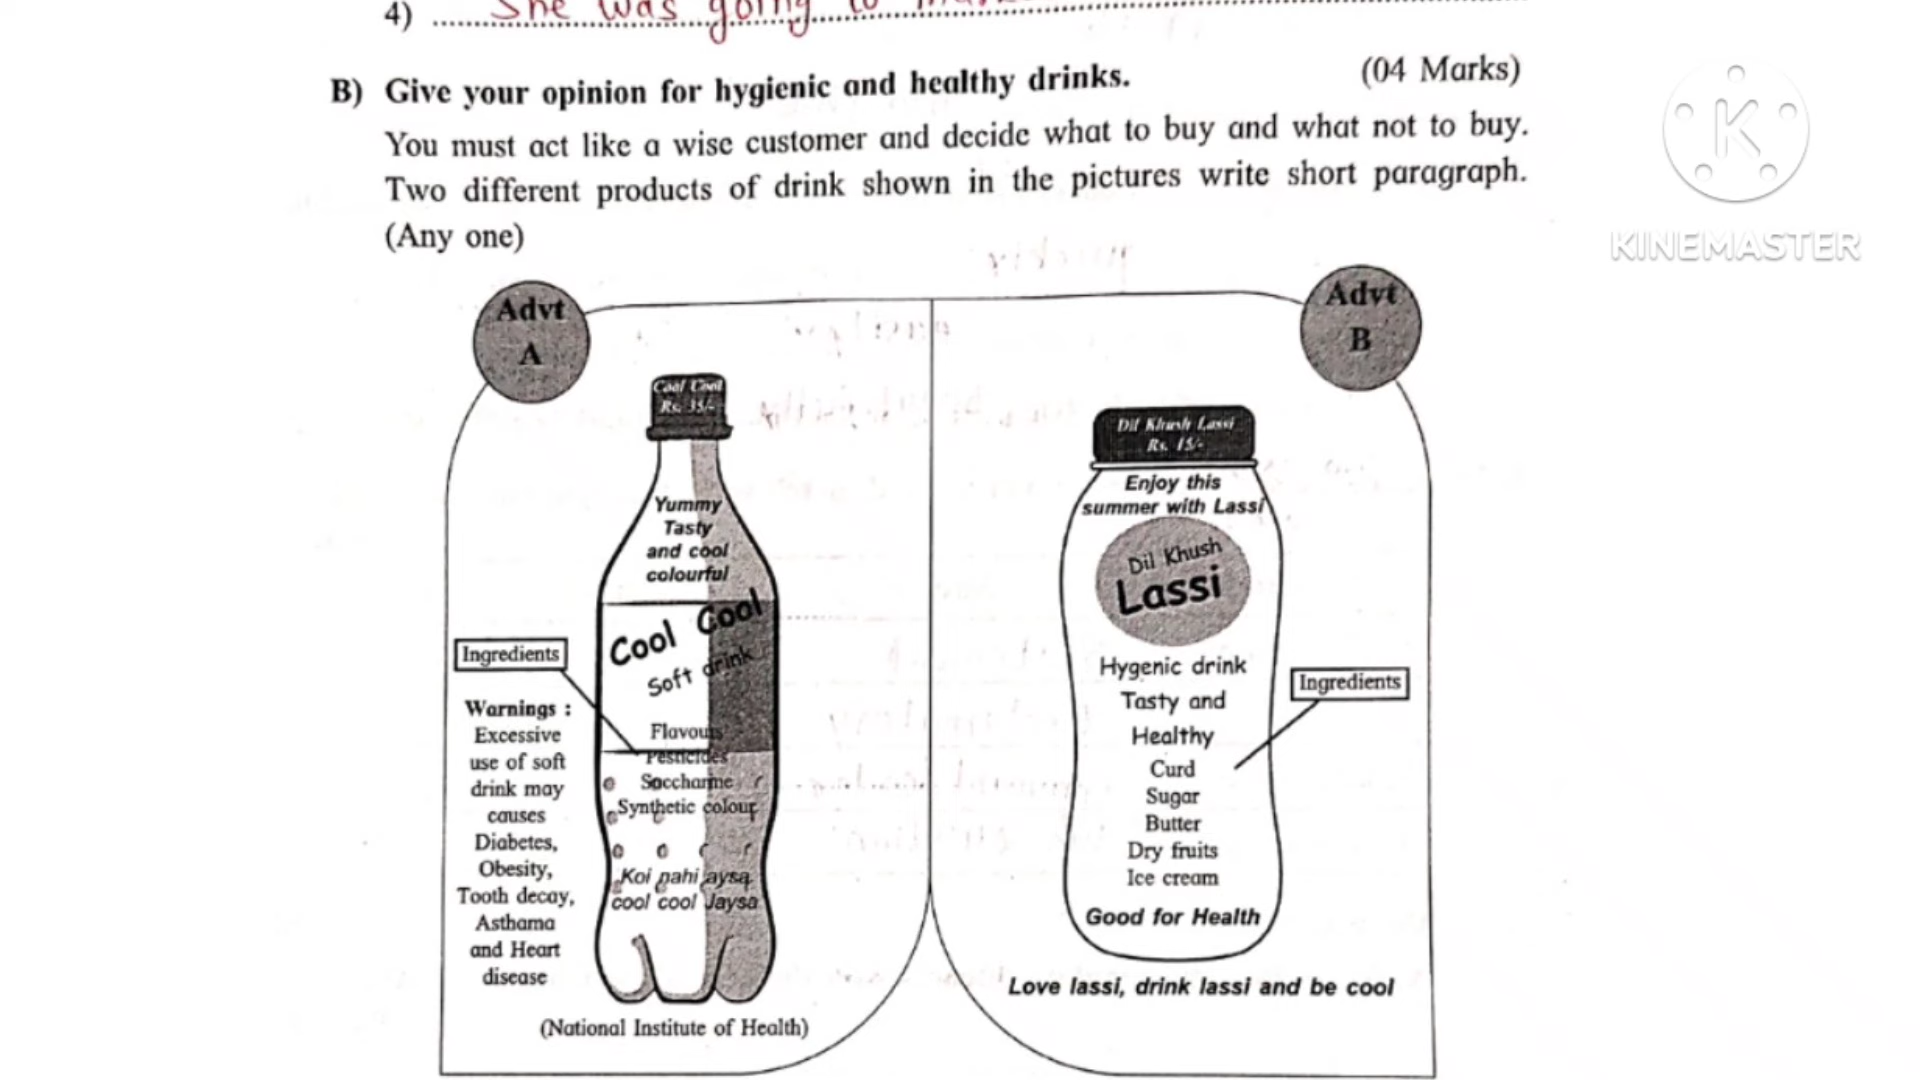 4) She was going to
B) Give your opinion for hygienic and healthy drinks. (04 Marks)
You must act like a wise customer and decide what to buy and what not to buy.
Two different products of drink shown in the pictures write short paragraph.
(Any one)
K
KINEMASTER
Advt
A
Cool Cool
Rs. 35/-
Yummy
Tasty
and cool
colourful
Cool Cool
Soft drink
Ingredients
Flavours
Pesticides
Saccharine
Synthetic colour
Koi nahi aysa
cool cool Jaysa
Warnings :
Excessive
use of soft
drink may
causes
Diabetes,
Obesity,
Tooth decay,
Asthama
and Heart
disease
(National Institute of Health)
Advt
B
Dil Khush Lassi
Rs. 15/-
Enjoy this
summer with Lassi
Dil Khush
Lassi
Hygenic drink
Tasty and
Healthy
Ingredients
Curd
Sugar
Butter
Dry fruits
Ice cream
Good for Health
Love lassi, drink lassi and be cool